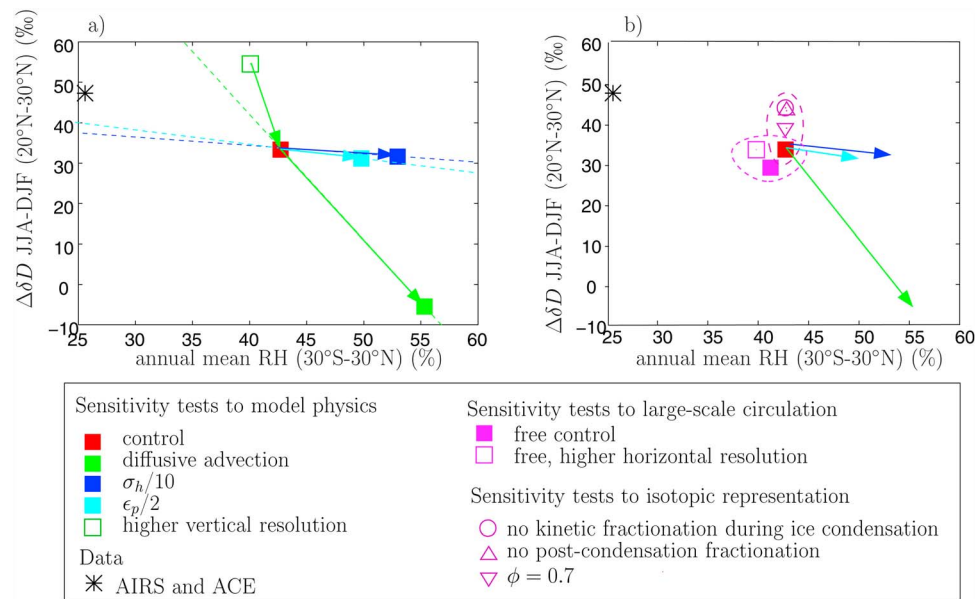 a)
ΔδD JJA-DJF (20°N-30°N) (‰)
60
50
40
30
20
10
0
−10
25 30 35 40 45 50 55 60
annual mean RH (30°S-30°N) (%)
b)
ΔδD JJA-DJF (20°N-30°N) (‰)
60
50
40
30
20
10
0
−10
25 30 35 40 45 50 55 60
annual mean RH (30°S-30°N) (%)
Sensitivity tests to model physics
control
diffusive advection
σ_h/10
ϵ_p/2
higher vertical resolution
Data
AIRS and ACE
Sensitivity tests to large-scale circulation
free control
free, higher horizontal resolution
Sensitivity tests to isotopic representation
no kinetic fractionation during ice condensation
no post-condensation fractionation
ϕ = 0.7